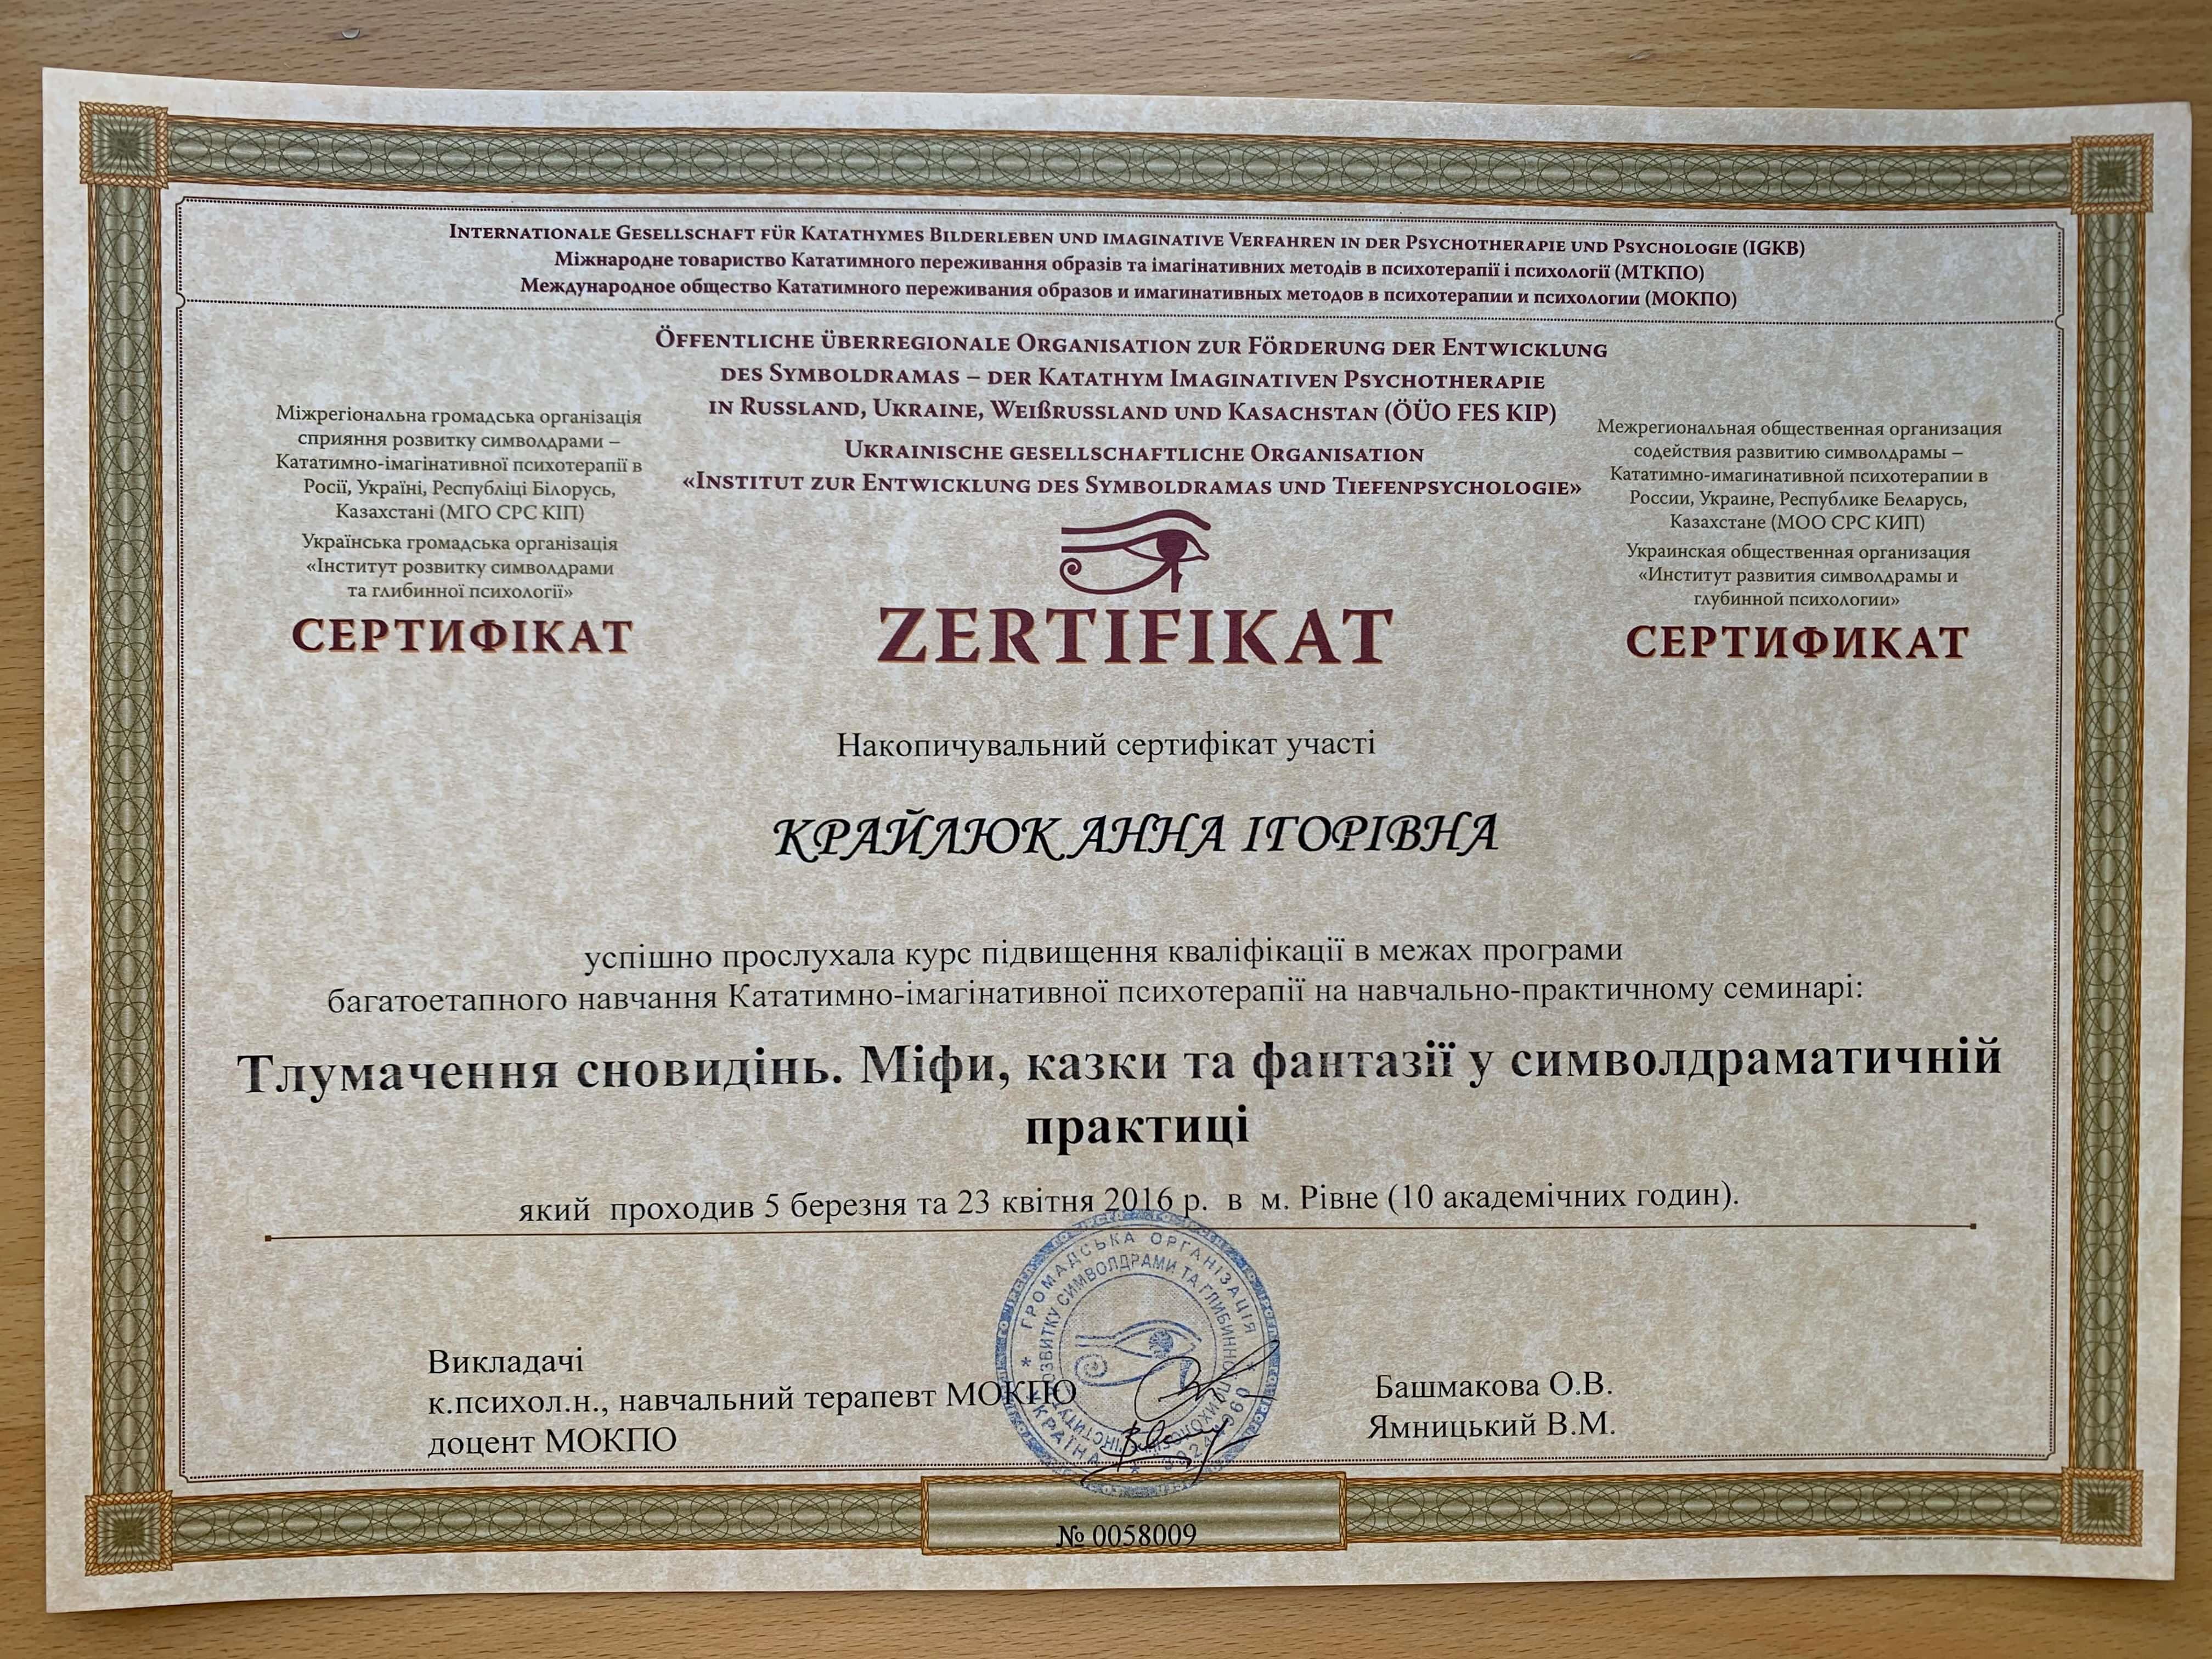 Internationale Gesellschaft für Katathymes Bilderleben und imaginative Verfahren in der Psychotherapie und Psychologie (IGKB)
Міжнародне товариство Кататимного переживання образів та імагінативних методів в психотерапії і психології (МТКПО)
Международное общество Кататимного переживания образов и имагинативных методов в психотерапии и психологии (МОКПО)
Öffentliche überregionale Organisation zur Förderung der Entwicklung
des Symboldramas – der Katathym Imaginativen Psychotherapie
in Russland, Ukraine, Weißrussland und Kasachstan (ÖÜO FES KIP)
Ukrainische gesellschaftliche Organisation
«Institut zur Entwicklung des Symboldramas und Tiefenpsychologie»
Міжрегіональна громадська організація
сприяння розвитку символдрами –
Кататимно-імагінативної психотерапії в
Росії, Україні, Республіці Білорусь,
Казахстані (МГО СРС КІП)
Українська громадська організація
«Інститут розвитку символдрами
та глибинної психології»
СЕРТИФІКАТ
ZERTIFIKAT
Межрегиональная общественная организация
содействия развитию символдрамы –
Кататимно-имагинативной психотерапии в
России, Украине, Республике Беларусь,
Казахстане (МОО СРС КИП)
Украинская общественная организация
«Институт развития символдрамы и
глубинной психологии»
СЕРТИФИКАТ
Накопичувальний сертифікат участі
КРАЙЛЮК АННА ІГОРІВНА
успішно прослухала курс підвищення кваліфікації в межах програми
багатоетапного навчання Кататимно-імагінативної психотерапії на навчально-практичному семинарі:
Тлумачення сновидінь. Міфи, казки та фантазії у символдраматичній
практиці
який проходив 5 березня та 23 квітня 2016 р. в м. Рівне (10 академічних годин).
ГРОМАДСЬКА ОРГАНІЗАЦІЯ
РОЗВИТКУ СИМВОЛДРАМИ ТА ГЛИБИННОЇ ПСИХОЛОГІЇ
ІНСТИТУТ
УКРАЇНА
Викладачі
к.психол.н., навчальний терапевт МОКПО
доцент МОКПО
Башмакова О.В.
Ямницький В.М.
№ 0058009